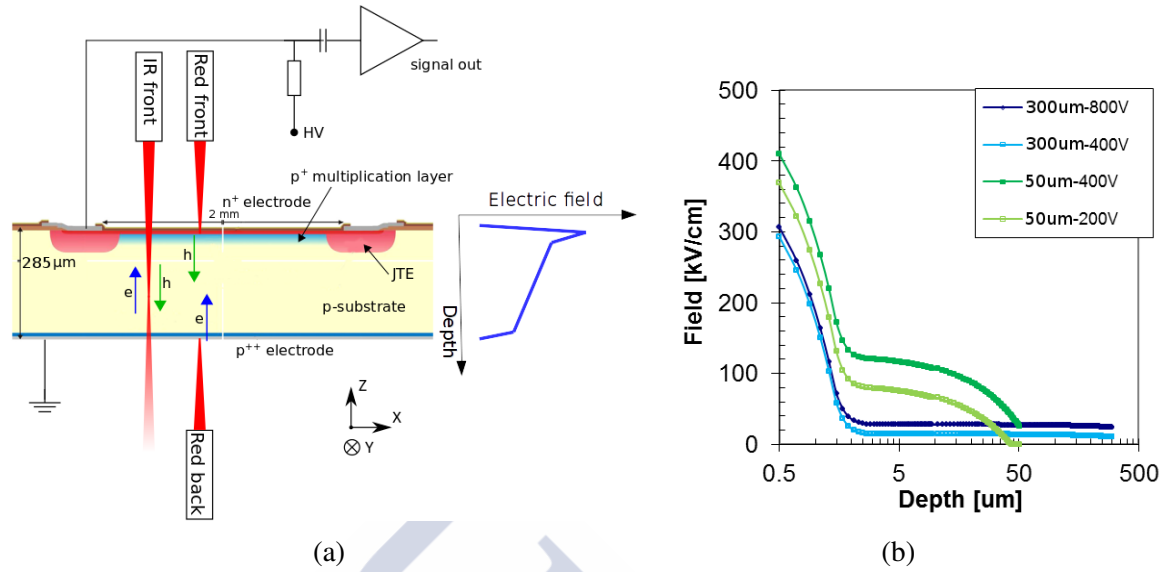 IR front
Red front
signal out
HV
p+ multiplication layer
n+ electrode
2 mm
Electric field
285μm
h
h
JTE
e
e
p-substrate
Depth
p++ electrode
Z
X
Y
Red back
(a)
500
400
300
200
100
0
Field [kV/cm]
300um-800V
300um-400V
50um-400V
50um-200V
0.5
5
50
500
Depth [um]
(b)